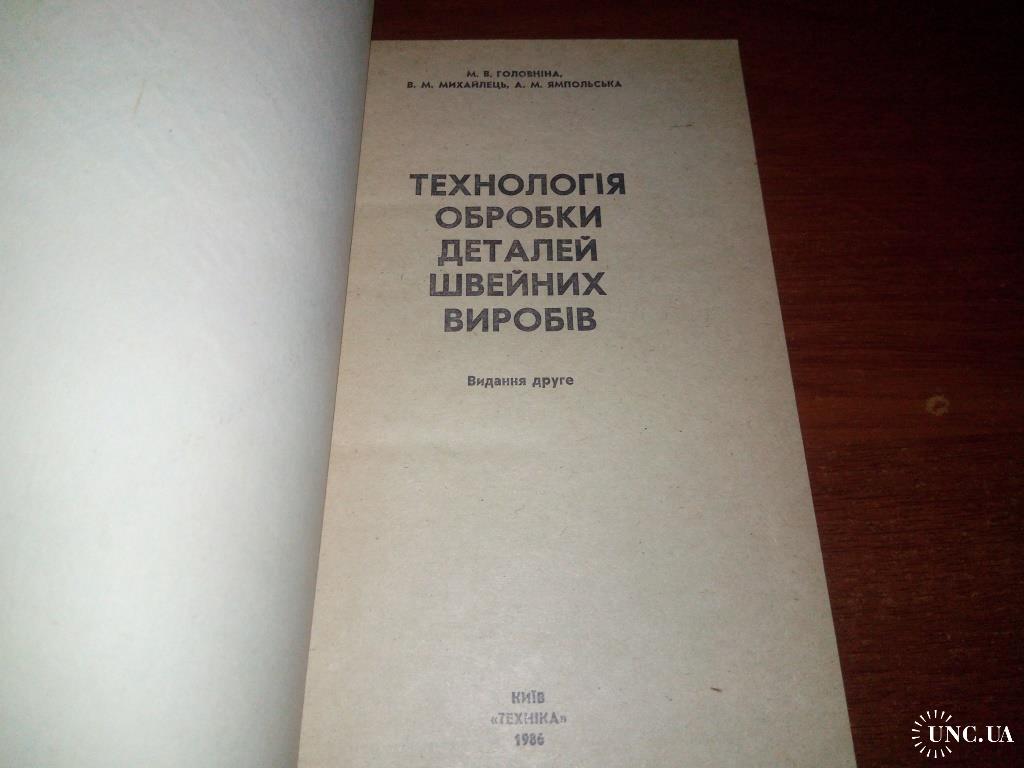 М. В. ГОЛОВНІНА,
В. М. МИХАЙЛЕЦЬ, А. М. ЯМПОЛЬСЬКА
ТЕХНОЛОГІЯ
ОБРОБКИ
ДЕТАЛЕЙ
ШВЕЙНИХ
ВИРОБІВ
Видання друге
КИЇВ
«ТЕХНІКА»
1986
UNC.UA